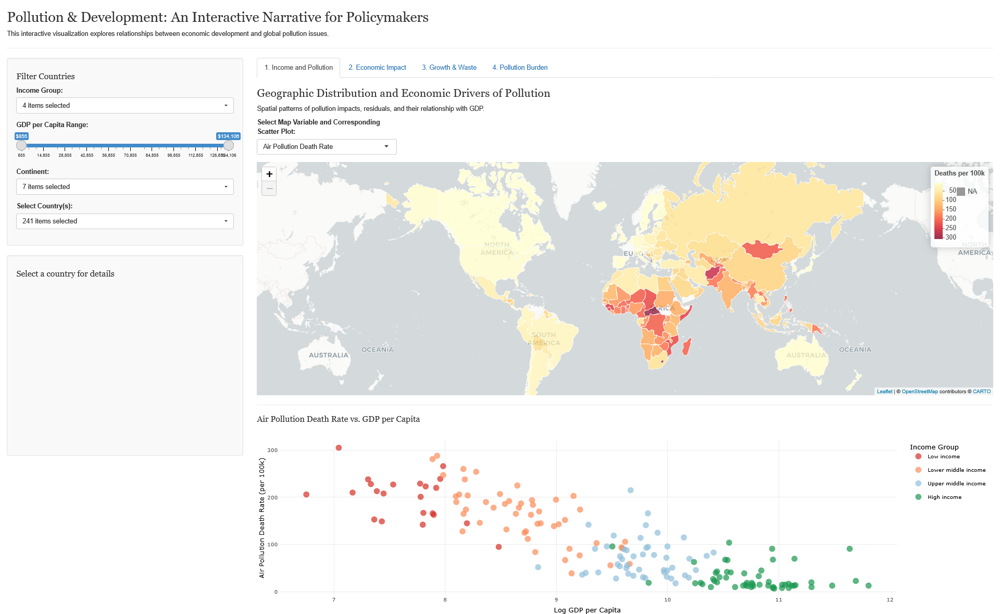 Pollution & Development: An Interactive Narrative for Policymakers
This interactive visualization explores relationships between economic development and global pollution issues.
Filter Countries
Income Group:
4 items selected
GDP per Capita Range:
$855 $134,106
855 14,855 28,855 42,855 56,855 70,855 84,855 98,855 112,855 126,855 134,106
Continent:
7 items selected
Select Country(s):
241 items selected
Select a country for details
1. Income and Pollution 2. Economic Impact 3. Growth & Waste 4. Pollution Burden
Geographic Distribution and Economic Drivers of Pollution
Spatial patterns of pollution impacts, residuals, and their relationship with GDP.
Select Map Variable and Corresponding
Scatter Plot:
Air Pollution Death Rate
+
−
Deaths per 100k
50 NA
100
150
200
250
300
NORTH
AMERICA
EUROPE
ASIA
NORTH
AMERICA
AFRICA
SOUTH
AMERICA
OCEANIA
AUSTRALIA
OCEANIA
AUSTRALIA
Leaflet | © OpenStreetMap contributors © CARTO
Air Pollution Death Rate vs. GDP per Capita
Air Pollution Death Rate (per 100k)
300
200
100
0
7 8 9 10 11 12
Log GDP per Capita
Income Group
Low income
Lower middle income
Upper middle income
High income